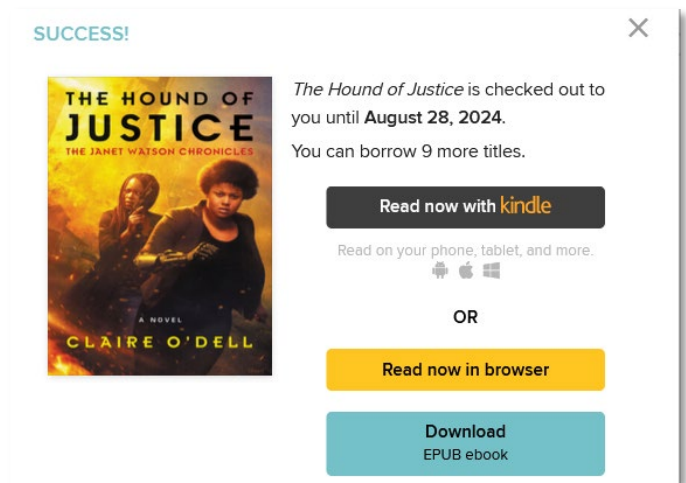 SUCCESS!
THE HOUND OF
JUSTICE
THE JANET WATSON CHRONICLES
A NOVEL
CLAIRE O'DELL
The Hound of Justice is checked out to
you until August 28, 2024.
You can borrow 9 more titles.
Read now with kindle
Read on your phone, tablet, and more.
OR
Read now in browser
Download
EPUB ebook